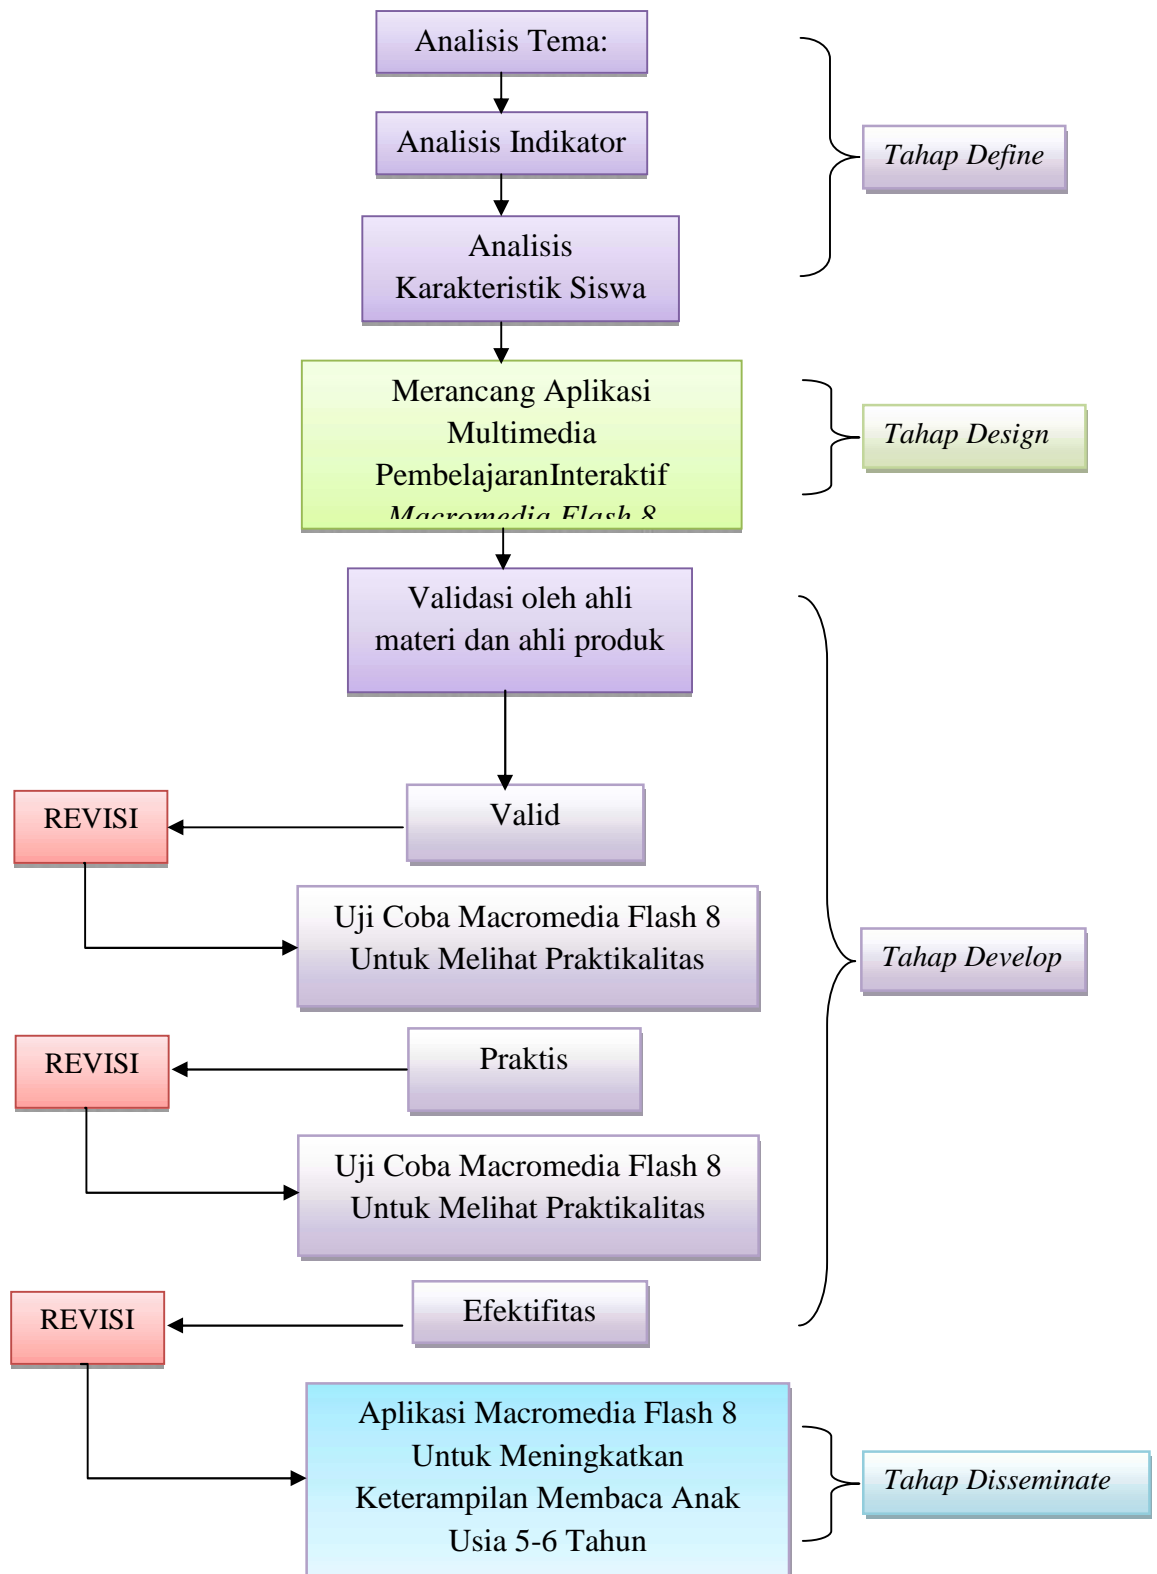 Analisis Tema:
Analisis Indikator
Tahap Define
Analisis
Karakteristik Siswa
Merancang Aplikasi
Multimedia
PembelajaranInteraktif
Macromedia Flash 8
Tahap Design
Validasi oleh ahli
materi dan ahli produk
Valid
REVISI
Uji Coba Macromedia Flash 8
Untuk Melihat Praktikalitas
Tahap Develop
Praktis
REVISI
Uji Coba Macromedia Flash 8
Untuk Melihat Praktikalitas
Efektifitas
REVISI
Aplikasi Macromedia Flash 8
Untuk Meningkatkan
Keterampilan Membaca Anak
Usia 5-6 Tahun
Tahap Disseminate